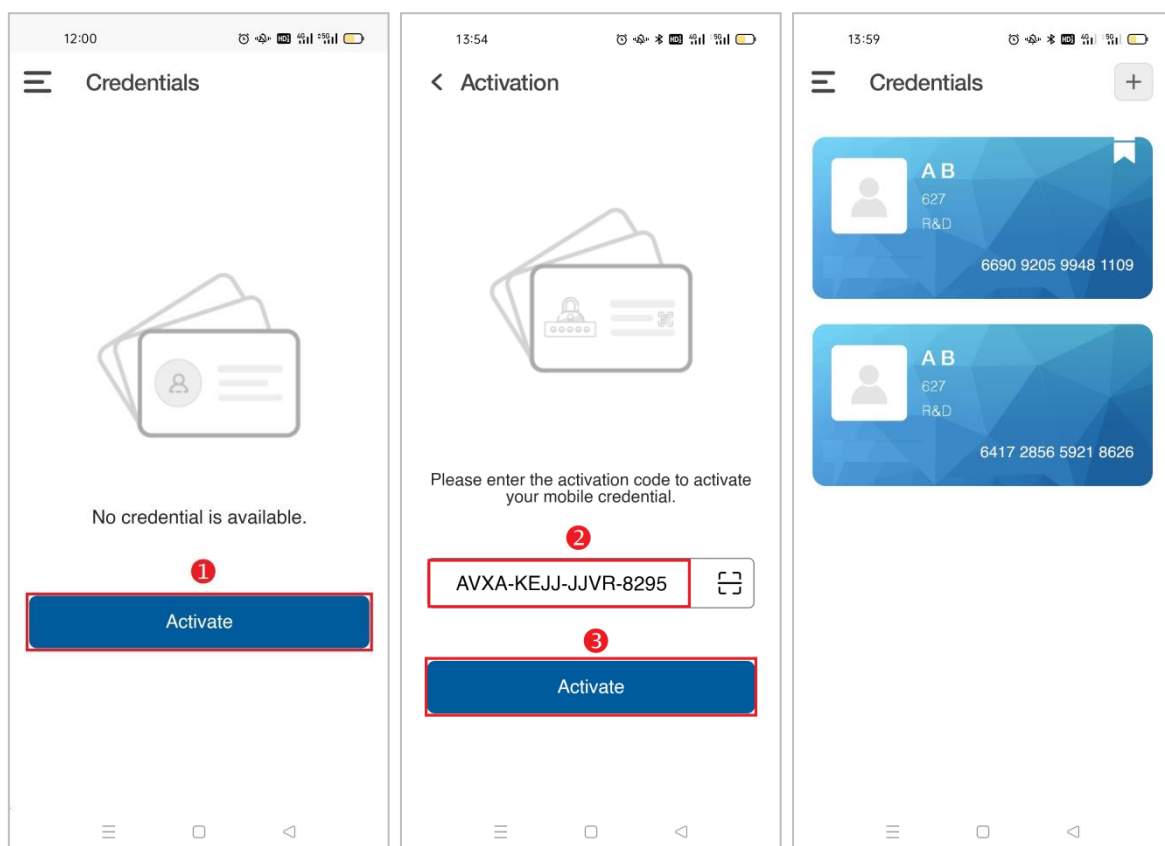 12:00
Credentials
No credential is available.
1
Activate
13:54
Activation
Please enter the activation code to activate
your mobile credential.
2
AVXA-KEJJ-JJVR-8295
3
Activate
13:59
Credentials
+
A B
627
R&D
6690 9205 9948 1109
A B
627
R&D
6417 2856 5921 8626